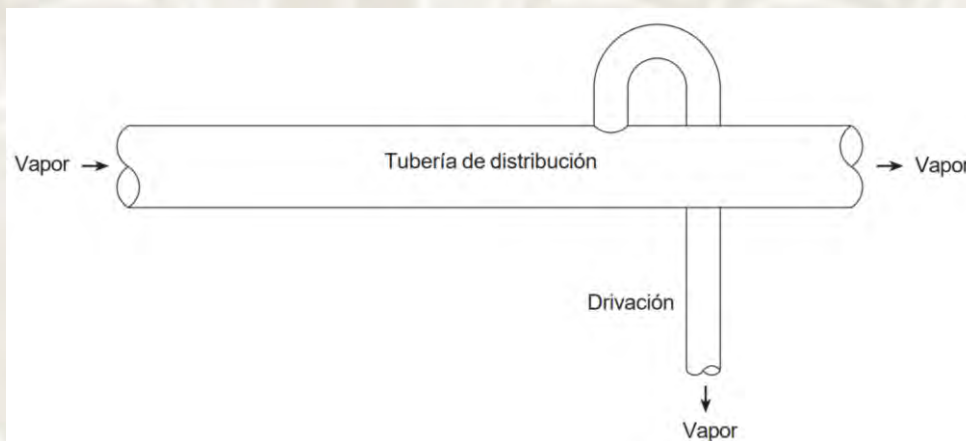 Vapor
Tubería de distribución
Vapor
Drivación
Vapor